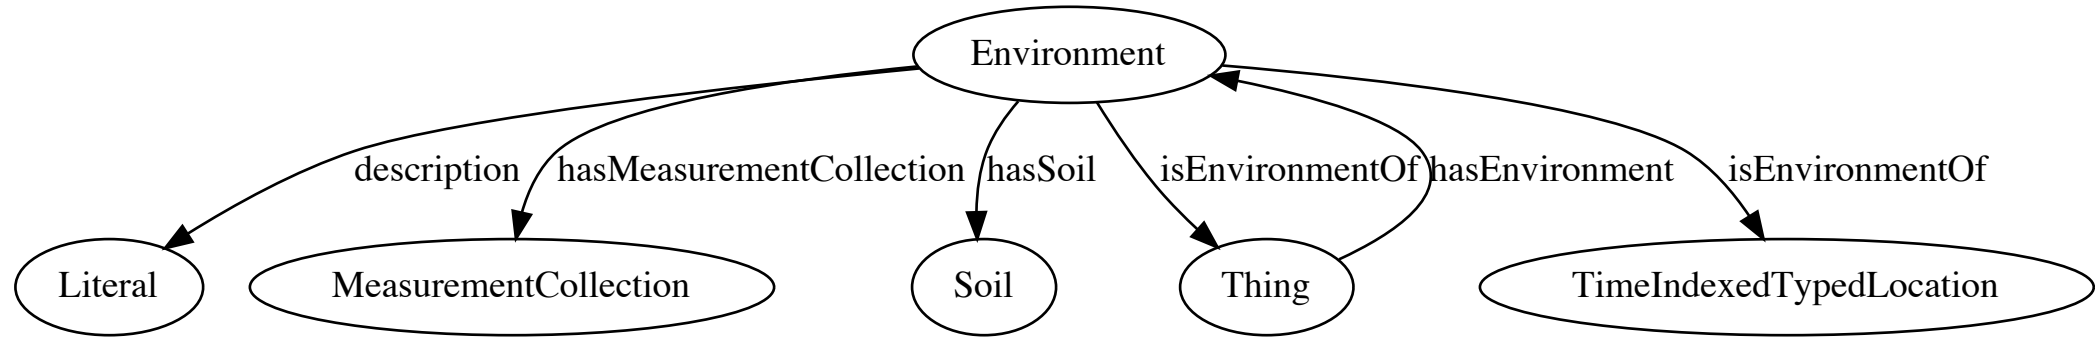 Environment
description
hasMeasurementCollection
hasSoil
isEnvironmentOf
hasEnvironment
isEnvironmentOf
Literal
MeasurementCollection
Soil
Thing
TimeIndexedTypedLocation